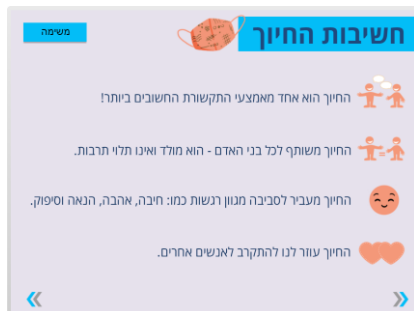 חשיבות החיוך
משימה
החיוך הוא אחד מאמצעי התקשורת החשובים ביותר!
החיוך משותף לכל בני האדם - הוא מולד ואינו תלוי תרבות.
החיוך מעביר לסביבה מגוון רגשות כמו: חיבה, אהבה, הנאה וסיפוק.
החיוך עוזר לנו להתקרב לאנשים אחרים.